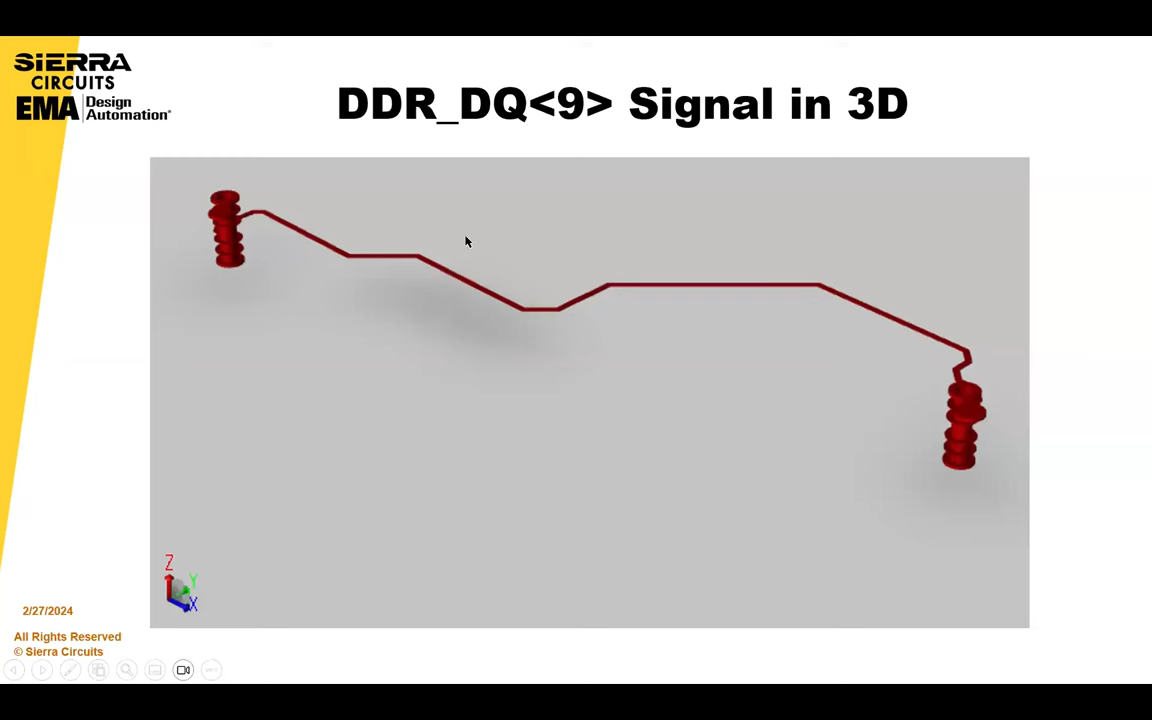 SIERRA
CIRCUITS
EMA Design
Automation®
DDR_DQ<9> Signal in 3D
Z
Y
X
2/27/2024
All Rights Reserved
© Sierra Circuits